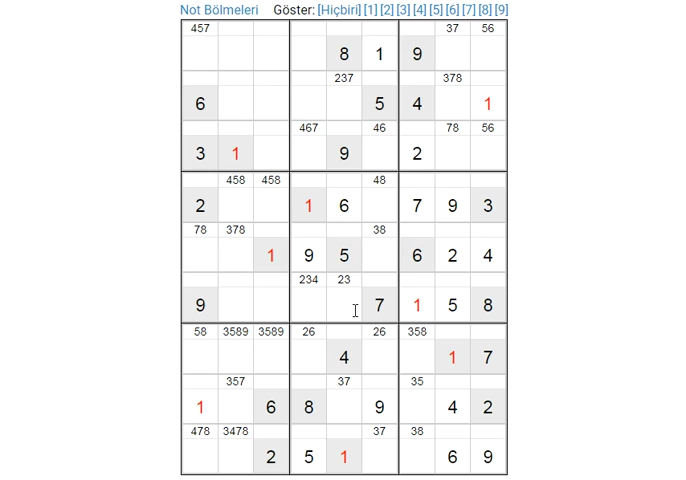 Not Bölmeleri Göster: [Hiçbiri] [1] [2] [3] [4] [5] [6] [7] [8] [9]
457 37 56
8 1 9
237 378
6 5 4 1
467 46 78 56
3 1 9 2
458 458 48
2 1 6 7 9 3
78 378 38
1 9 5 6 2 4
234 23
9 7 1 5 8
58 3589 3589 26 26 358
4 1 7
357 37 35
1 6 8 9 4 2
478 3478 37 38
2 5 1 6 9